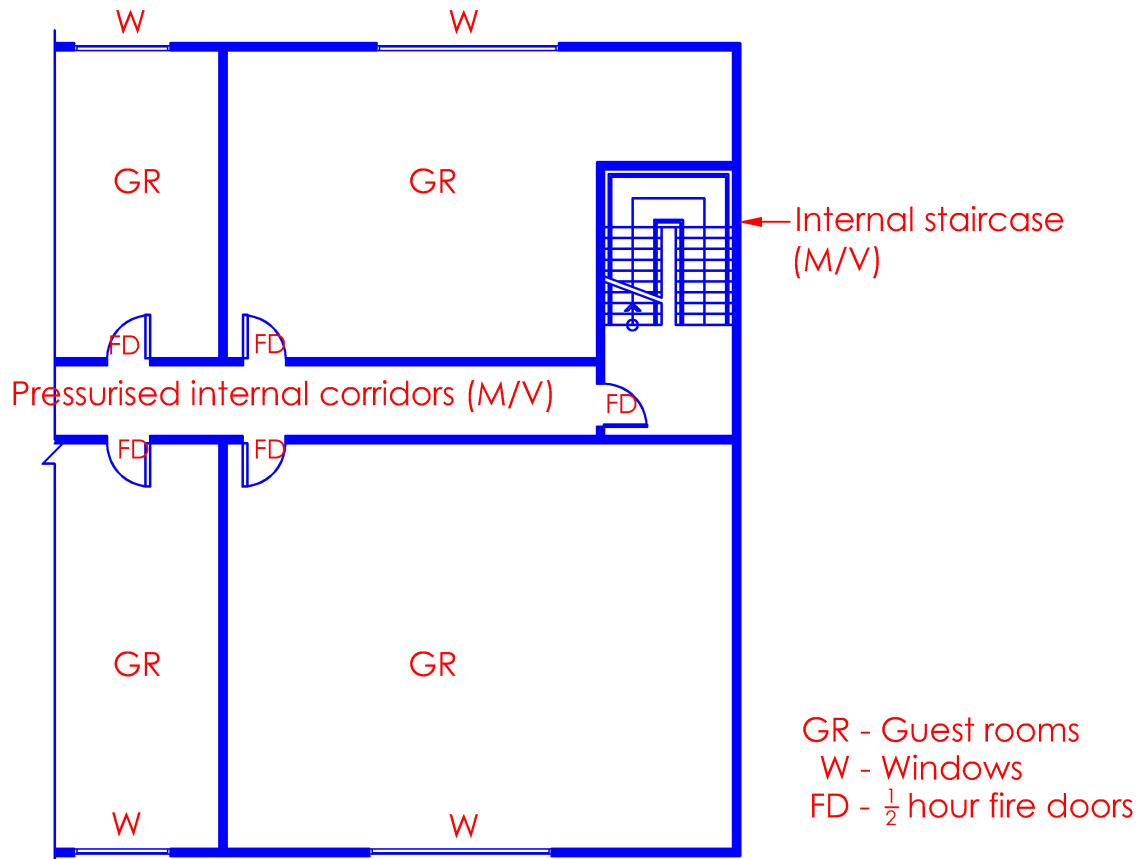 W
W
GR
GR
Internal staircase
(M/V)
FD
FD
Pressurised internal corridors (M/V)
FD
FD
FD
GR
GR
GR - Guest rooms
W - Windows
FD - ½ hour fire doors
W
W